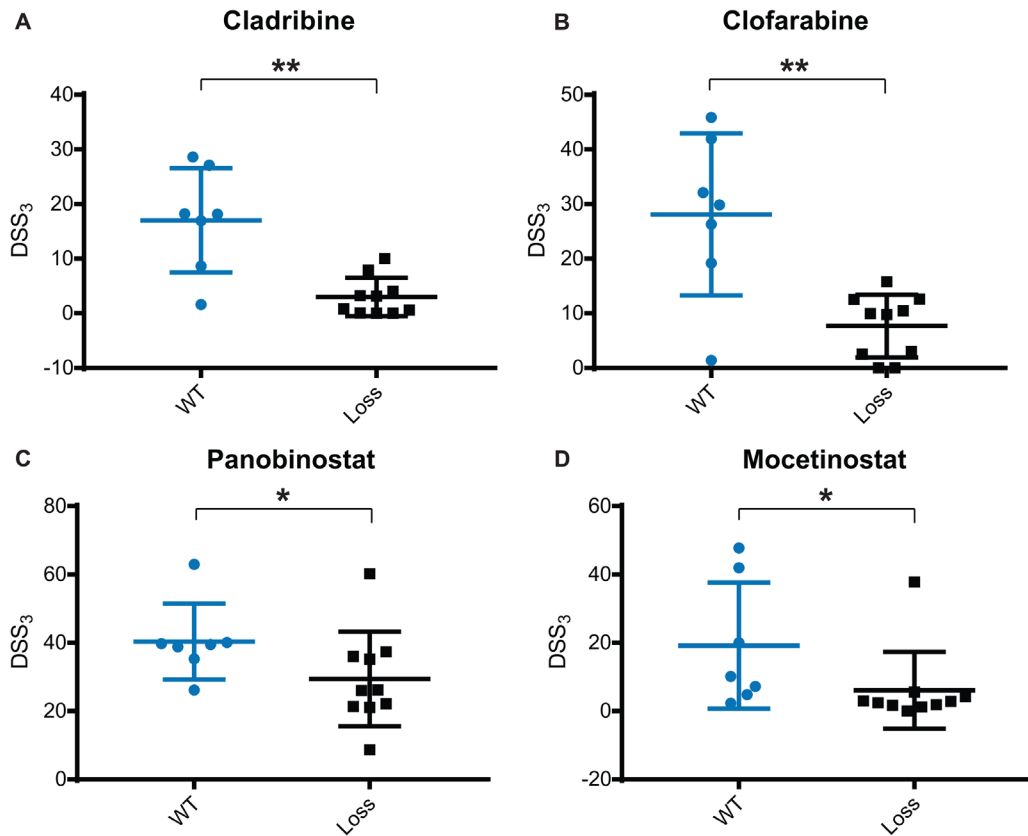 A
Cladribine
**
40
30
20
10
0
-10
DSS₃
WT
Loss
B
Clofarabine
**
50
40
30
20
10
0
DSS₃
WT
Loss
C
Panobinostat
*
80
60
40
20
0
DSS₃
WT
Loss
D
Mocetinostat
*
60
40
20
0
-20
DSS₃
WT
Loss